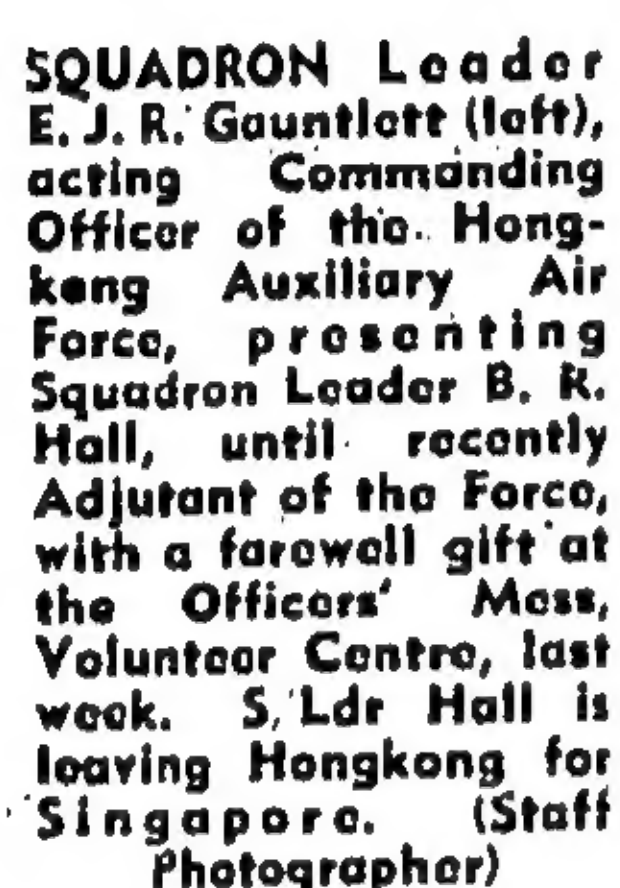 SQUADRON Leader
E. J. R. Gauntlett (left),
acting Commanding
Officer of the Hong-
kong Auxiliary Air
Force, presenting
Squadron Leader B. R.
Hall, until recently
Adjutant of the Force,
with a farewell gift at
the Officers' Mess,
Volunteer Centre, last
week. S/Ldr Hall is
leaving Hongkong for
Singapore. (Staff
Photographer)